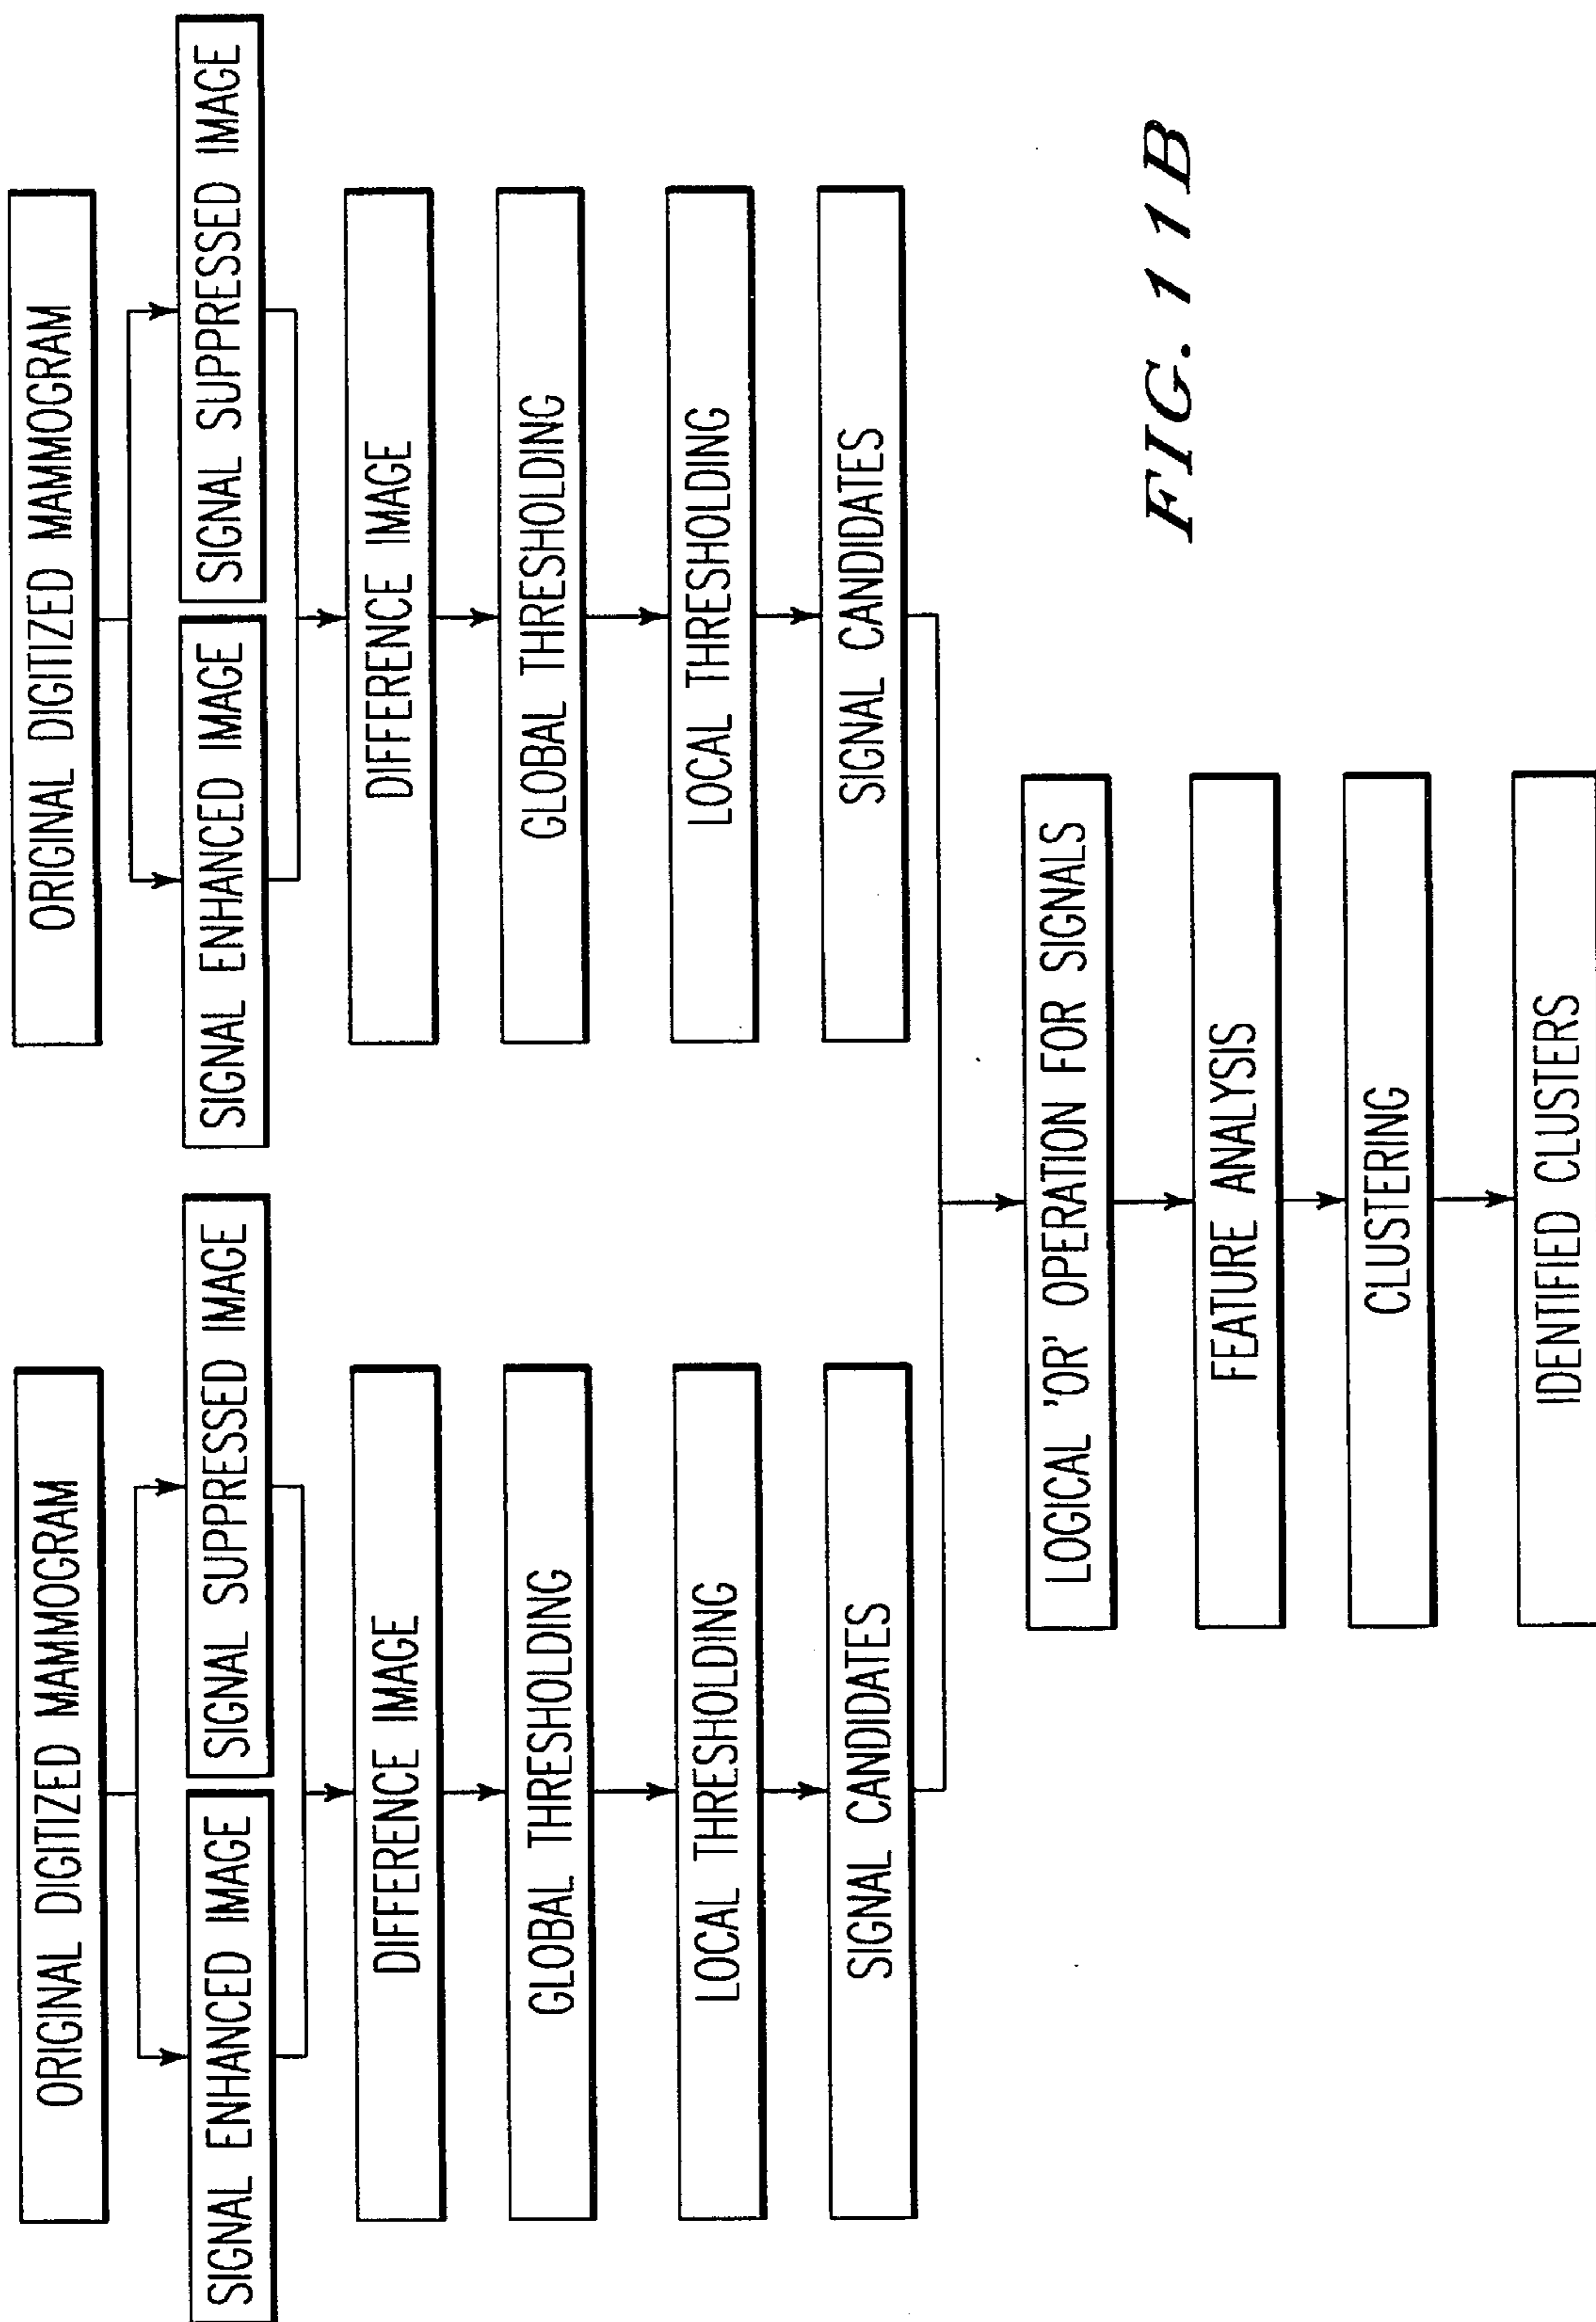 ORIGINAL DIGITIZED MAMMOGRAM
SIGNAL ENHANCED IMAGE
SIGNAL SUPPRESSED IMAGE
DIFFERENCE IMAGE
GLOBAL THRESHOLDING
LOCAL THRESHOLDING
SIGNAL CANDIDATES
ORIGINAL DIGITIZED MAMMOGRAM
SIGNAL ENHANCED IMAGE
SIGNAL SUPPRESSED IMAGE
DIFFERENCE IMAGE
GLOBAL THRESHOLDING
LOCAL THRESHOLDING
SIGNAL CANDIDATES
LOGICAL 'OR' OPERATION FOR SIGNALS
FEATURE ANALYSIS
CLUSTERING
IDENTIFIED CLUSTERS
FIG. 11B